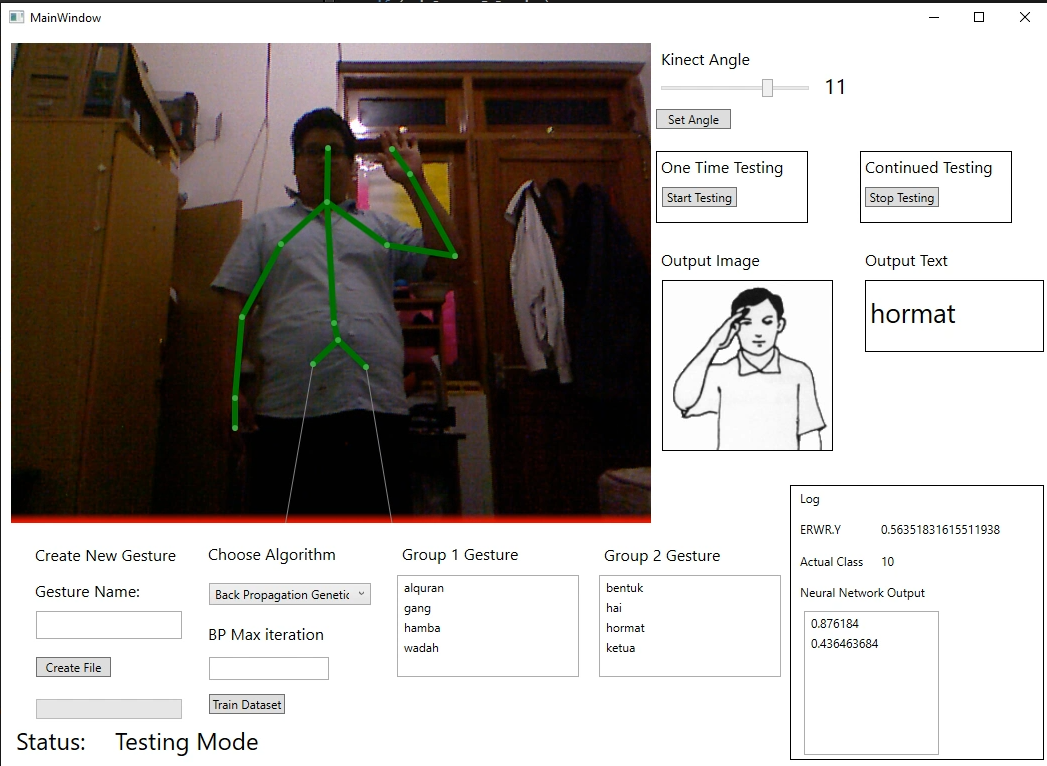 MainWindow
Kinect Angle
11
Set Angle
One Time Testing
Start Testing
Continued Testing
Stop Testing
Output Image
Output Text
hormat
Create New Gesture
Gesture Name:
Create File
Choose Algorithm
Back Propagation Genetic
BP Max iteration
Train Dataset
Group 1 Gesture
alquran
gang
hamba
wadah
Group 2 Gesture
bentuk
hai
hormat
ketua
Log
ERWR.Y 0.56351831615511938
Actual Class 10
Neural Network Output
0.876184
0.436463684
Status: Testing Mode